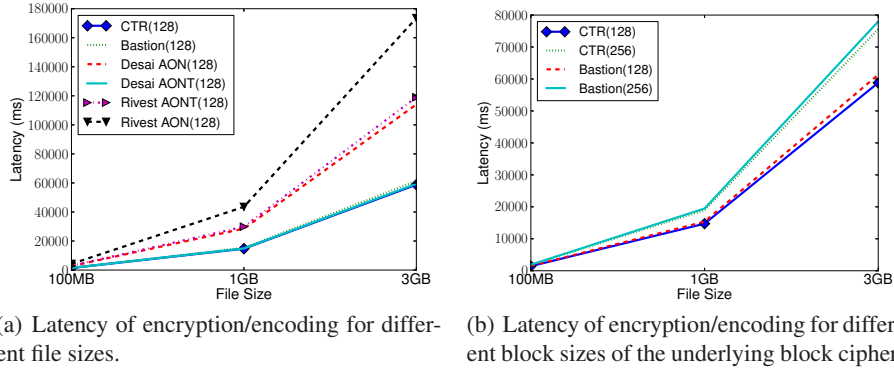 180000
160000
140000
120000
100000
80000
60000
40000
20000
0
Latency (ms)
CTR(128)
Bastion(128)
Desai AON(128)
Desai AONT(128)
Rivest AONT(128)
Rivest AON(128)
100MB 1GB 3GB
File Size
(a) Latency of encryption/encoding for differ-
ent file sizes.
80000
70000
60000
50000
40000
30000
20000
10000
0
Latency (ms)
CTR(128)
CTR(256)
Bastion(128)
Bastion(256)
100MB 1GB 3GB
File Size
(b) Latency of encryption/encoding for differ-
ent block sizes of the underlying block cipher